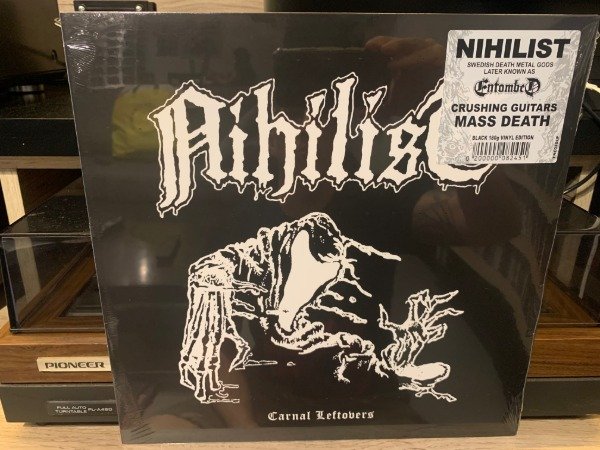 Nihilist
NIHILIST
SWEDISH DEATH METAL GODS
LATER KNOWN AS
Entombed
CRUSHING GUITARS
MASS DEATH
BLACK 180g VINYL EDITION
Carnal Leftovers
PIONEER
FULL AUTO
TURNTABLE PL-A450